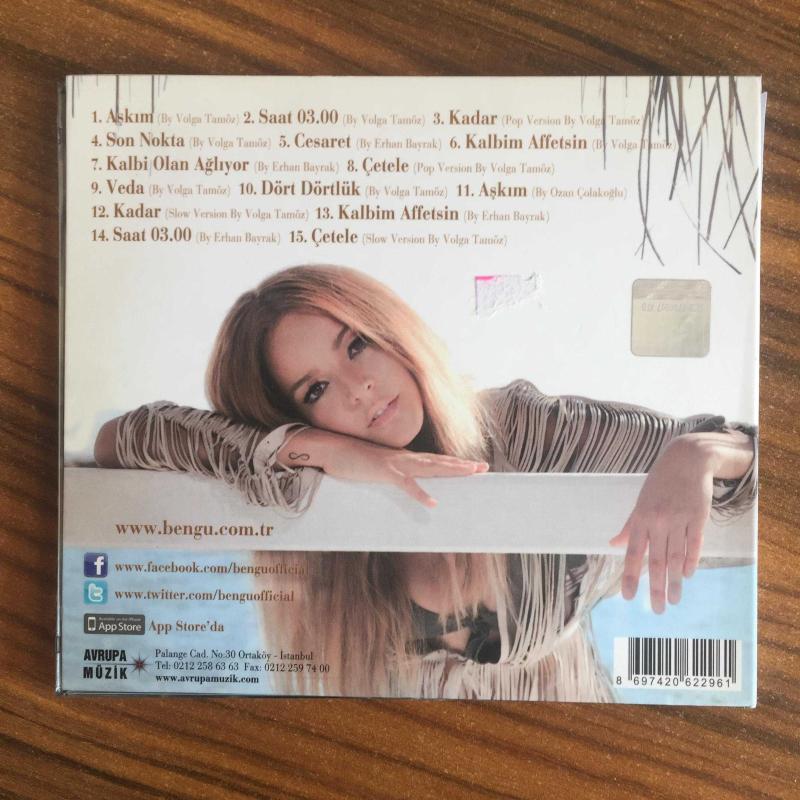 1. Aşkım (By Volga Tamöz) 2. Saat 03.00 (By Volga Tamöz) 3. Kadar (Pop Version By Volga Tamöz)
4. Son Nokta (By Volga Tamöz) 5. Cesaret (By Erhan Bayrak) 6. Kalbim Affetsin (By Volga Tamöz)
7. Kalbi Olan Ağlıyor (By Erhan Bayrak) 8. Çetele (Pop Version By Volga Tamöz)
9. Veda (By Volga Tamöz) 10. Dört Dörtlük (By Volga Tamöz) 11. Aşkım (By Ozan Çolakoğlu)
12. Kadar (Slow Version By Volga Tamöz) 13. Kalbim Affetsin (By Erhan Bayrak)
14. Saat 03.00 (By Erhan Bayrak) 15. Çetele (Slow Version By Volga Tamöz)
www.bengu.com.tr
www.facebook.com/benguofficial
www.twitter.com/benguofficial
Available on the iPhone
App Store App Store'da
AVRUPA MÜZİK
Palange Cad. No:30 Ortaköy - İstanbul
Tel: 0212 258 63 63 Fax: 0212 259 74 00
www.avrupamuzik.com
8 697420 622961